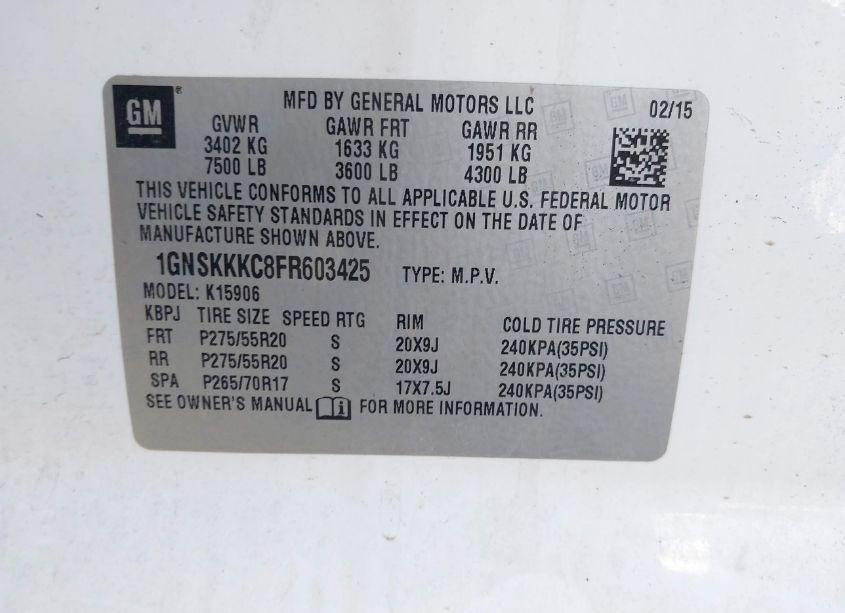 GM
MFD BY GENERAL MOTORS LLC 02/15
GVWR GAWR FRT GAWR RR
3402 KG 1633 KG 1951 KG
7500 LB 3600 LB 4300 LB
THIS VEHICLE CONFORMS TO ALL APPLICABLE U.S. FEDERAL MOTOR
VEHICLE SAFETY STANDARDS IN EFFECT ON THE DATE OF
MANUFACTURE SHOWN ABOVE.
1GNSKKKC8FR603425 TYPE: M.P.V.
MODEL: K15906
KBPJ TIRE SIZE SPEED RTG RIM COLD TIRE PRESSURE
FRT P275/55R20 S 20X9J 240KPA(35PSI)
RR P275/55R20 S 20X9J 240KPA(35PSI)
SPA P265/70R17 S 17X7.5J 240KPA(35PSI)
SEE OWNER'S MANUAL FOR MORE INFORMATION.